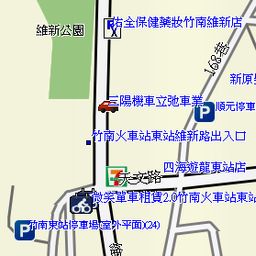 佑全保健藥妝竹南維新店
維新公園
168巷
新原
三陽機車立弛車業
P 順元停車
竹南火車站東站維新路出入口
四海遊龍東站店
7
路
微笑單車租賃2.0竹南火車站東站
P
竹南東站停車場(室外平面)(24)